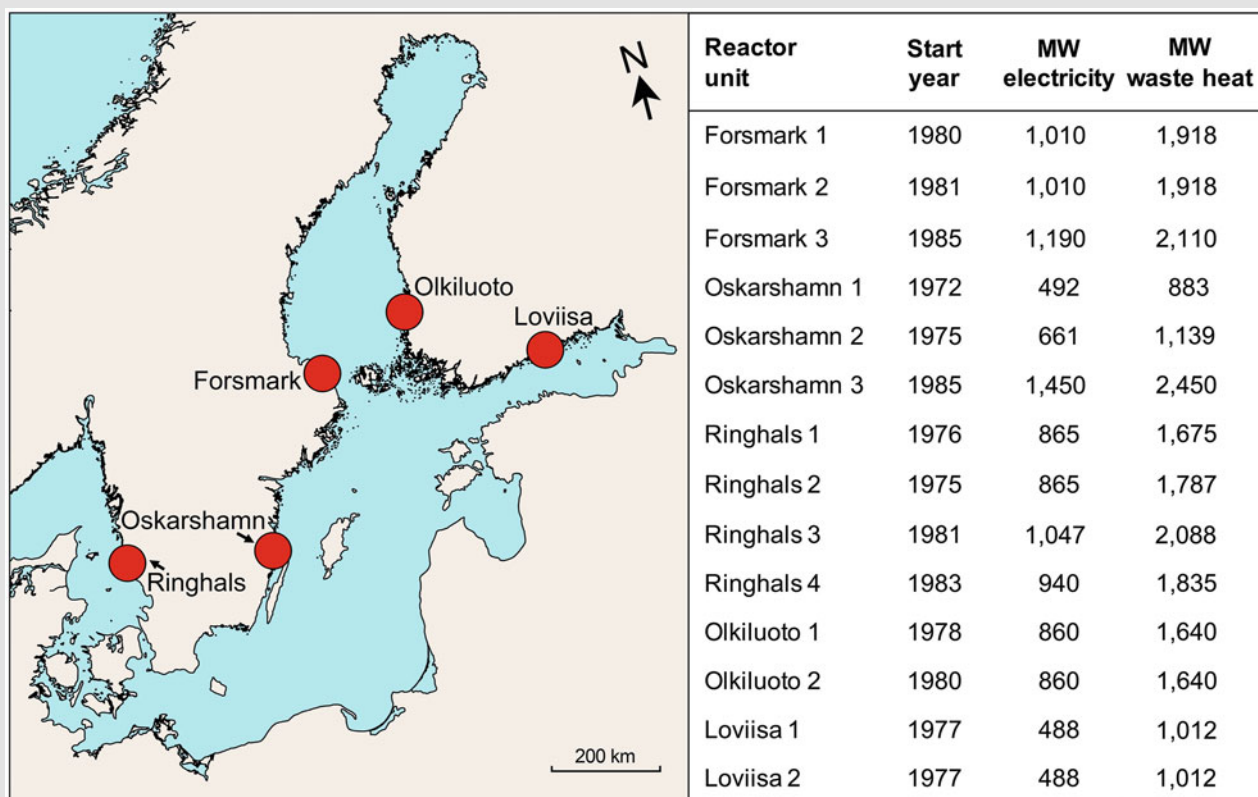 N
Olkiluoto
Loviisa
Forsmark
Oskarshamn
Ringhals
200 km
Reactor unit Start year MW electricity MW waste heat
Forsmark 1 1980 1,010 1,918
Forsmark 2 1981 1,010 1,918
Forsmark 3 1985 1,190 2,110
Oskarshamn 1 1972 492 883
Oskarshamn 2 1975 661 1,139
Oskarshamn 3 1985 1,450 2,450
Ringhals 1 1976 865 1,675
Ringhals 2 1975 865 1,787
Ringhals 3 1981 1,047 2,088
Ringhals 4 1983 940 1,835
Olkiluoto 1 1978 860 1,640
Olkiluoto 2 1980 860 1,640
Loviisa 1 1977 488 1,012
Loviisa 2 1977 488 1,012